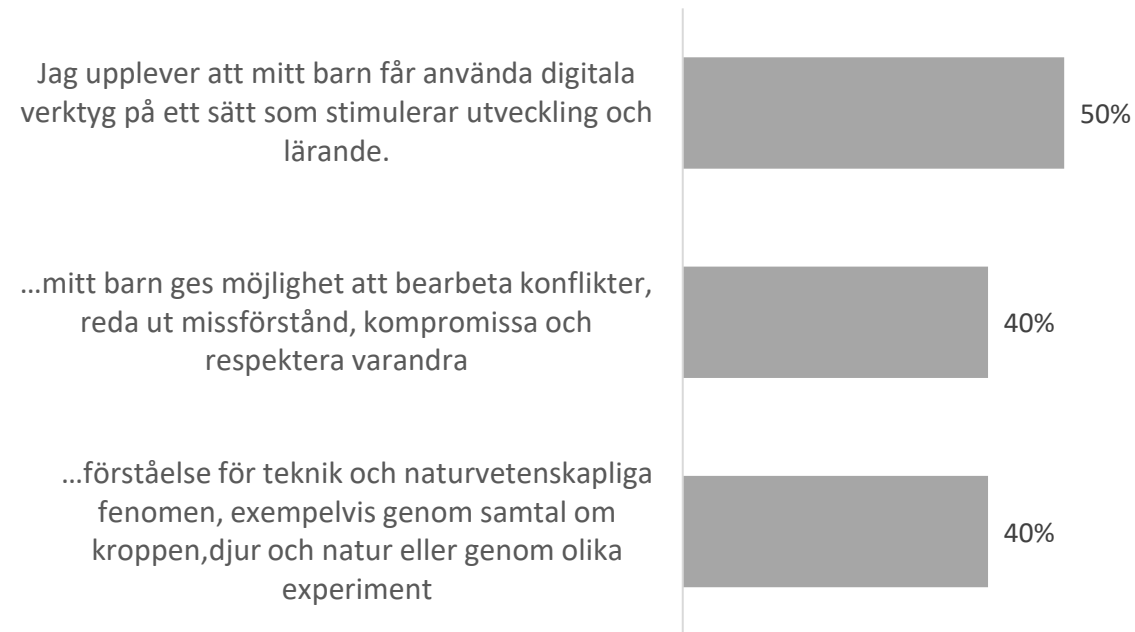 Jag upplever att mitt barn får använda digitala
verktyg på ett sätt som stimulerar utveckling och
lärande.
50%
…mitt barn ges möjlighet att bearbeta konflikter,
reda ut missförstånd, kompromissa och
respektera varandra
40%
…förståelse för teknik och naturvetenskapliga
fenomen, exempelvis genom samtal om
kroppen,djur och natur eller genom olika
experiment
40%